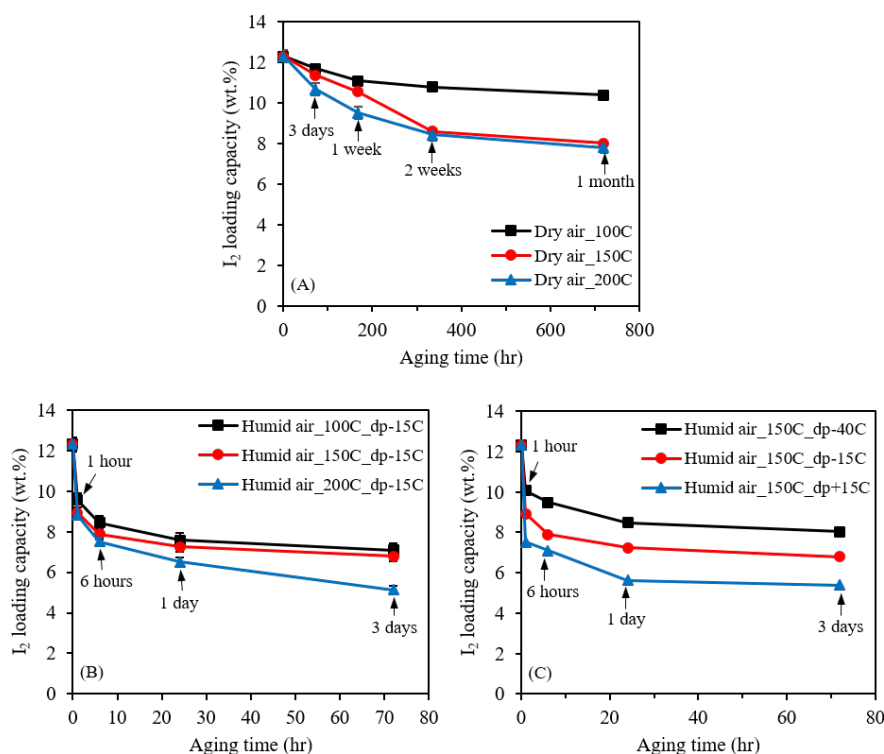 14
12
10
8
6
4
2
0
I₂ loading capacity (wt.%)
3 days
1 week
2 weeks
1 month
Dry air_100C
Dry air_150C
Dry air_200C
(A)
0 200 400 600 800
Aging time (hr)
14
12
10
8
6
4
2
0
I₂ loading capacity (wt.%)
Humid air_100C_dp-15C
Humid air_150C_dp-15C
Humid air_200C_dp-15C
1 hour
6 hours
1 day
3 days
(B)
0 10 20 30 40 50 60 70 80
Aging time (hr)
14
12
10
8
6
4
2
0
I₂ loading capacity (wt.%)
Humid air_150C_dp-40C
Humid air_150C_dp-15C
Humid air_150C_dp+15C
1 hour
6 hours
1 day
3 days
(C)
0 20 40 60 80
Aging time (hr)